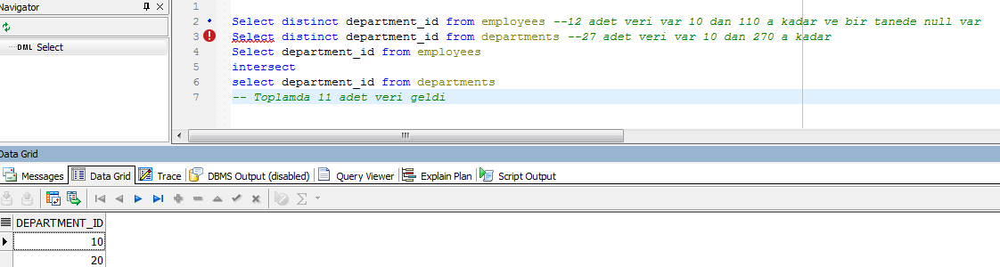 Navigator
DML Select
1
2 Select distinct department_id from employees --12 adet veri var 10 dan 110 a kadar ve bir tanede null var
3 Select distinct department_id from departments --27 adet veri var 10 dan 270 a kadar
4 Select department_id from employees
5 intersect
6 select department_id from departments
7 -- Toplamda 11 adet veri geldi
Data Grid
Messages Data Grid Trace DBMS Output (disabled) Query Viewer Explain Plan Script Output
DEPARTMENT_ID
10
20